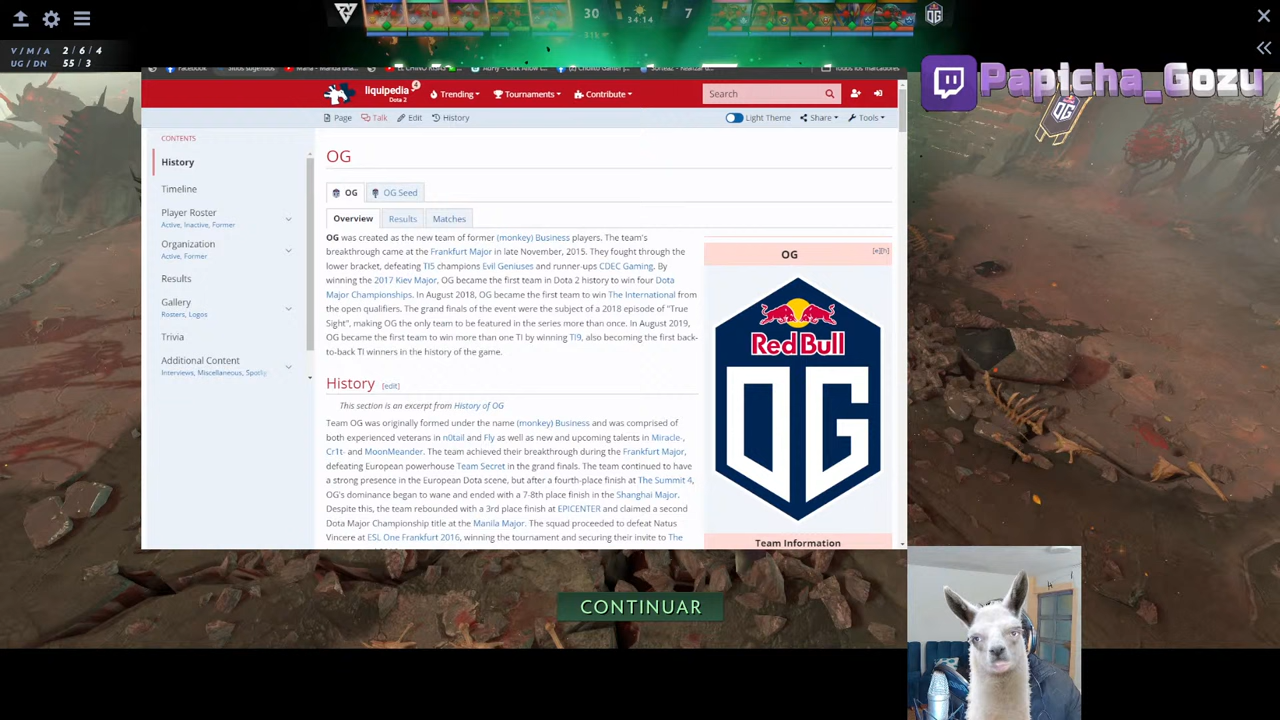 30 34:14 7
31k
V / M / A 2 / 6 / 4
UG / DN 55 / 3
Papicha_Gozu
Facebook Sitios sugeridos Todos los marcadores
liquipedia
Dota 2
4
Trending Tournaments Contribute Search
Page Talk Edit History Light Theme Share Tools
CONTENTS
History
Timeline
Player Roster
Active, Inactive, Former
Organization
Active, Former
Results
Gallery
Rosters, Logos
Trivia
Additional Content
Interviews, Miscellaneous, Spotlig
OG
OG OG Seed
Overview Results Matches
OG was created as the new team of former (monkey) Business players. The team's
breakthrough came at the Frankfurt Major in late November, 2015. They fought through the
lower bracket, defeating TI5 champions Evil Geniuses and runner-ups CDEC Gaming. By
winning the 2017 Kiev Major, OG became the first team in Dota 2 history to win four Dota
Major Championships. In August 2018, OG became the first team to win The International from
the open qualifiers. The grand finals of the event were the subject of a 2018 episode of "True
Sight", making OG the only team to be featured in the series more than once. In August 2019,
OG became the first team to win more than one TI by winning TI9, also becoming the first back-
to-back TI winners in the history of the game.
History [edit]
This section is an excerpt from History of OG
Team OG was originally formed under the name (monkey) Business and was comprised of
both experienced veterans in n0tail and Fly as well as new and upcoming talents in Miracle-,
Cr1t- and MoonMeander. The team achieved their breakthrough during the Frankfurt Major,
defeating European powerhouse Team Secret in the grand finals. The team continued to have
a strong presence in the European Dota scene, but after a fourth-place finish at The Summit 4,
OG's dominance began to wane and ended with a 7-8th place finish in the Shanghai Major.
Despite this, the team rebounded with a 3rd place finish at EPICENTER and claimed a second
Dota Major Championship title at the Manila Major. The squad proceeded to defeat Natus
Vincere at ESL One Frankfurt 2016, winning the tournament and securing their invite to The
OG [e][h]
Red Bull
OG
Team Information
CONTINUAR